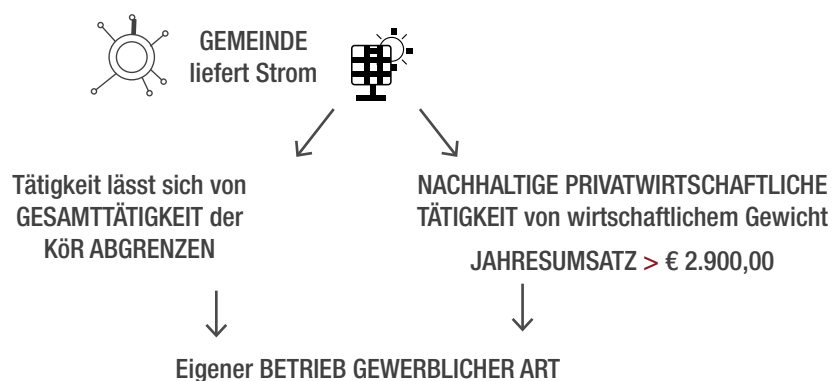 GEMEINDE
liefert Strom
Tätigkeit lässt sich von
GESAMTTÄTIGKEIT der
KöR ABGRENZEN
NACHHALTIGE PRIVATWIRTSCHAFTLICHE
TÄTIGKEIT von wirtschaftlichem Gewicht
JAHRESUMSATZ > € 2.900,00
Eigener BETRIEB GEWERBLICHER ART